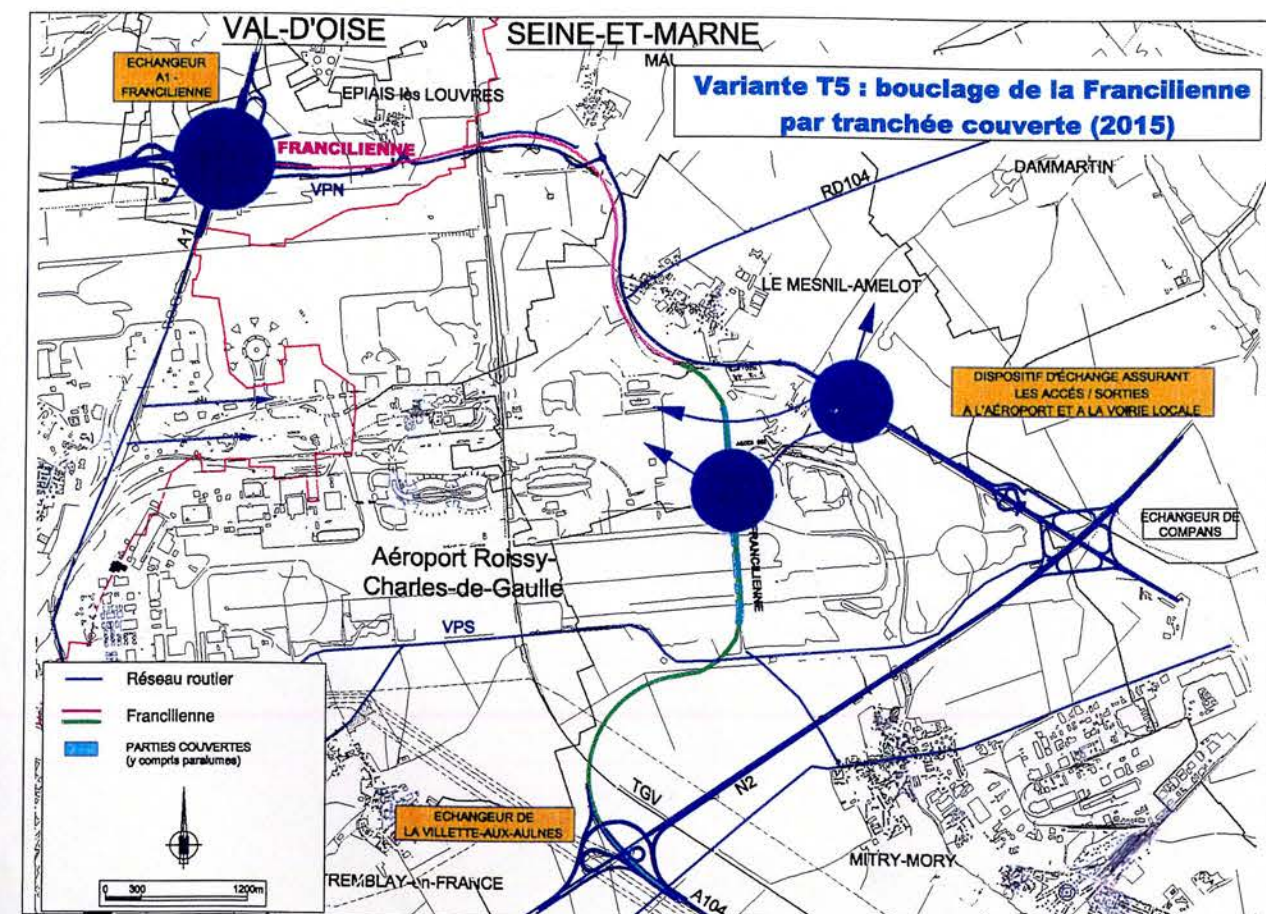 VAL-D'OISE
SEINE-ET-MARNE
ECHANGEUR
A1 -
FRANCILIENNE
EPIAIS lès LOUVRES
Variante T5 : bouclage de la Francilienne
par tranchée couverte (2015)
FRANCILIENNE
VPN
A1
RD104
DAMMARTIN
LE MESNIL-AMELOT
DISPOSITIF D'ÉCHANGE ASSURANT
LES ACCÉS / SORTIES
A L'AÉROPORT ET A LA VOIRIE LOCALE
ECHANGEUR DE
COMPANS
FRANCILIENNE
Aéroport Roissy-
Charles-de-Gaulle
VPS
Réseau routier
Francilienne
PARTIES COUVERTES
(y compris paralumes)
0 300 1200m
ECHANGEUR DE
LA VILLETTE-AUX-AULNES
TGV
N2
MITRY-MORY
TREMBLAY-en-FRANCE
A104